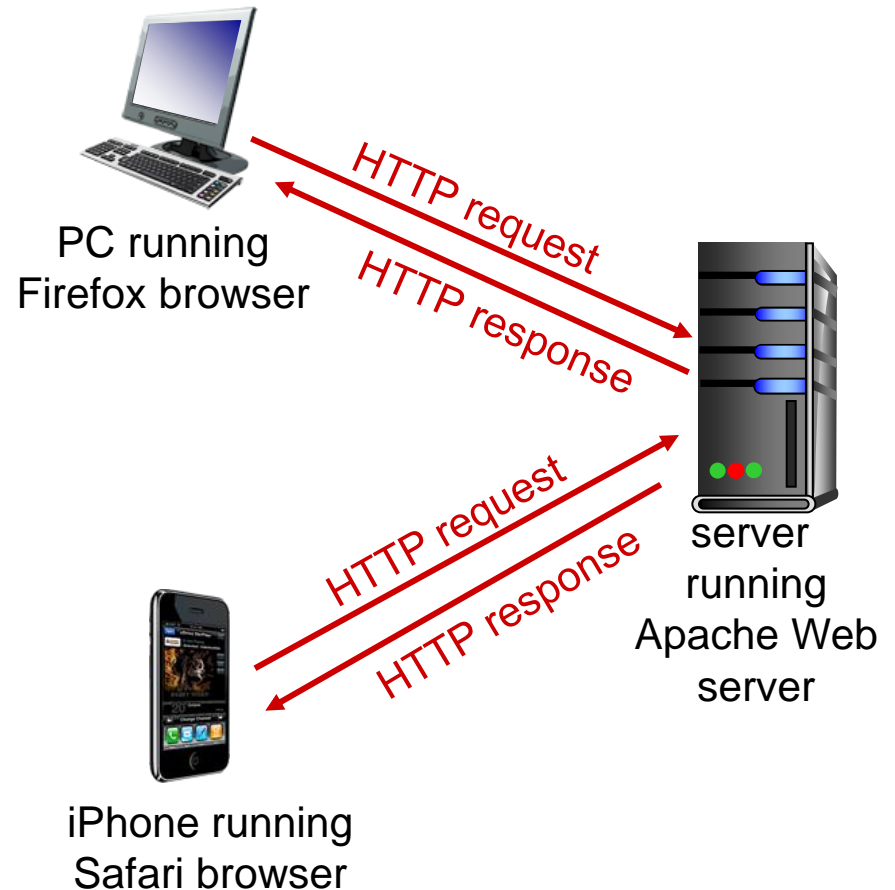 HTTP request
HTTP response
PC running
Firefox browser
HTTP request
HTTP response
server
running
Apache Web
server
iPhone running
Safari browser